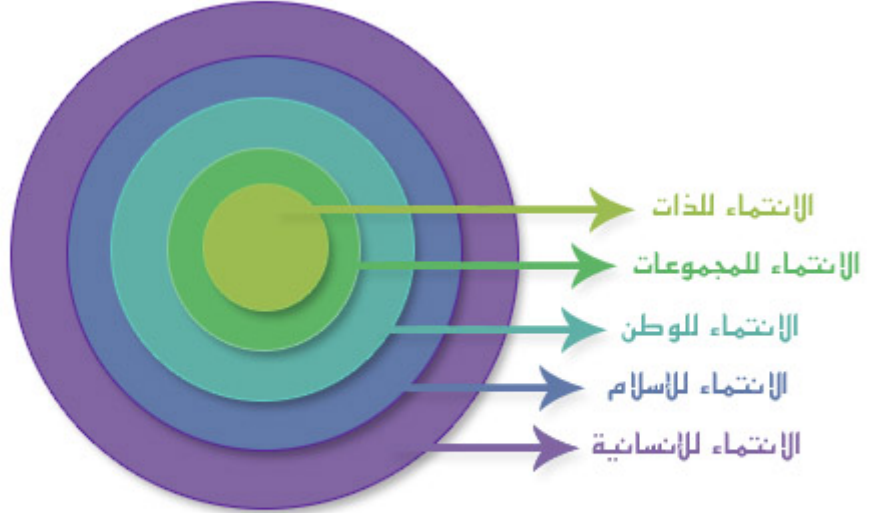 الانتماء للذات
الانتماء للمجموعات
الانتماء للوطن
الانتماء للإسلام
الانتماء للإنسانية